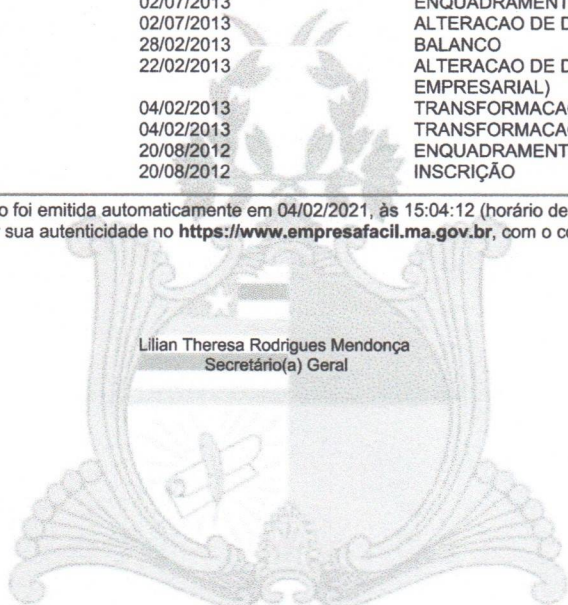 02/07/2013 ENQUADRAMENT
02/07/2013 ALTERACAO DE D
28/02/2013 BALANCO
22/02/2013 ALTERACAO DE D
EMPRESARIAL)
04/02/2013 TRANSFORMACA
04/02/2013 TRANSFORMACA
20/08/2012 ENQUADRAMENT
20/08/2012 INSCRIÇÃO
o foi emitida automaticamente em 04/02/2021, às 15:04:12 (horário de
sua autenticidade no https://www.empresafacil.ma.gov.br, com o c
Lilian Theresa Rodrigues Mendonça
Secretário(a) Geral